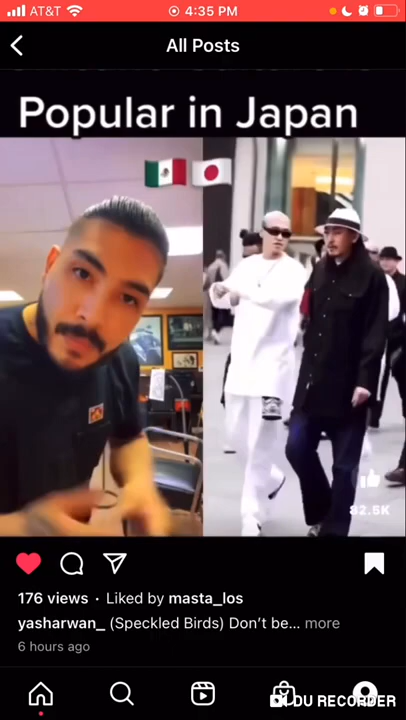 AT&T
4:35 PM
All Posts
Popular in Japan
82.5K
176 views · Liked by masta_los
yasharwan_ (Speckled Birds) Don't be... more
6 hours ago
DU RECORDER